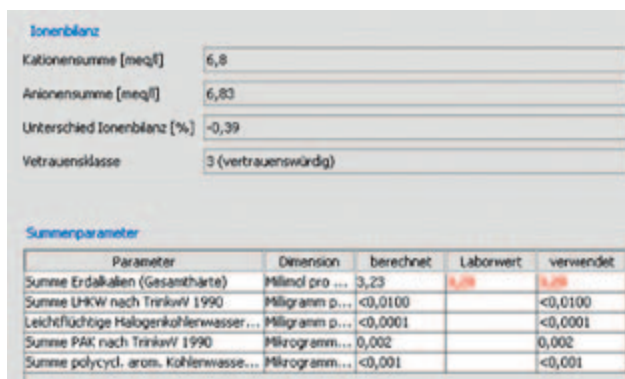 Ionenbilanz
Kationensumme [meq/l] 6,8
Anionensumme [meq/l] 6,83
Unterschied Ionenbilanz [%] -0,39
Vetrauensklasse 3 (vertrauenswürdig)
Summenparameter
Parameter Dimension berechnet Laborwert verwendet
Summe Erdalkalien (Gesamthärte) Milimol pro ... 3,23
Summe LHKW nach TrinkwV 1990 Miligramm p... <0,0100 <0,0100
Leichtflüchtige Halogenkohlenwasser... Miligramm p... <0,0001 <0,0001
Summe PAK nach TrinkwV 1990 Mikrogramm... 0,002 0,002
Summe polycycl. arom. Kohlenwasse... Mikrogramm... <0,001 <0,001